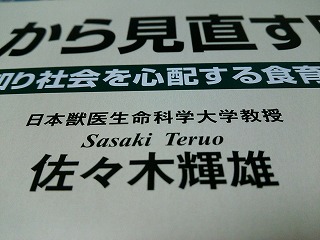 から見直す
り社会を心配する食育
日本獣医生命科学大学教授
Sasaki Teruo
佐々木輝雄